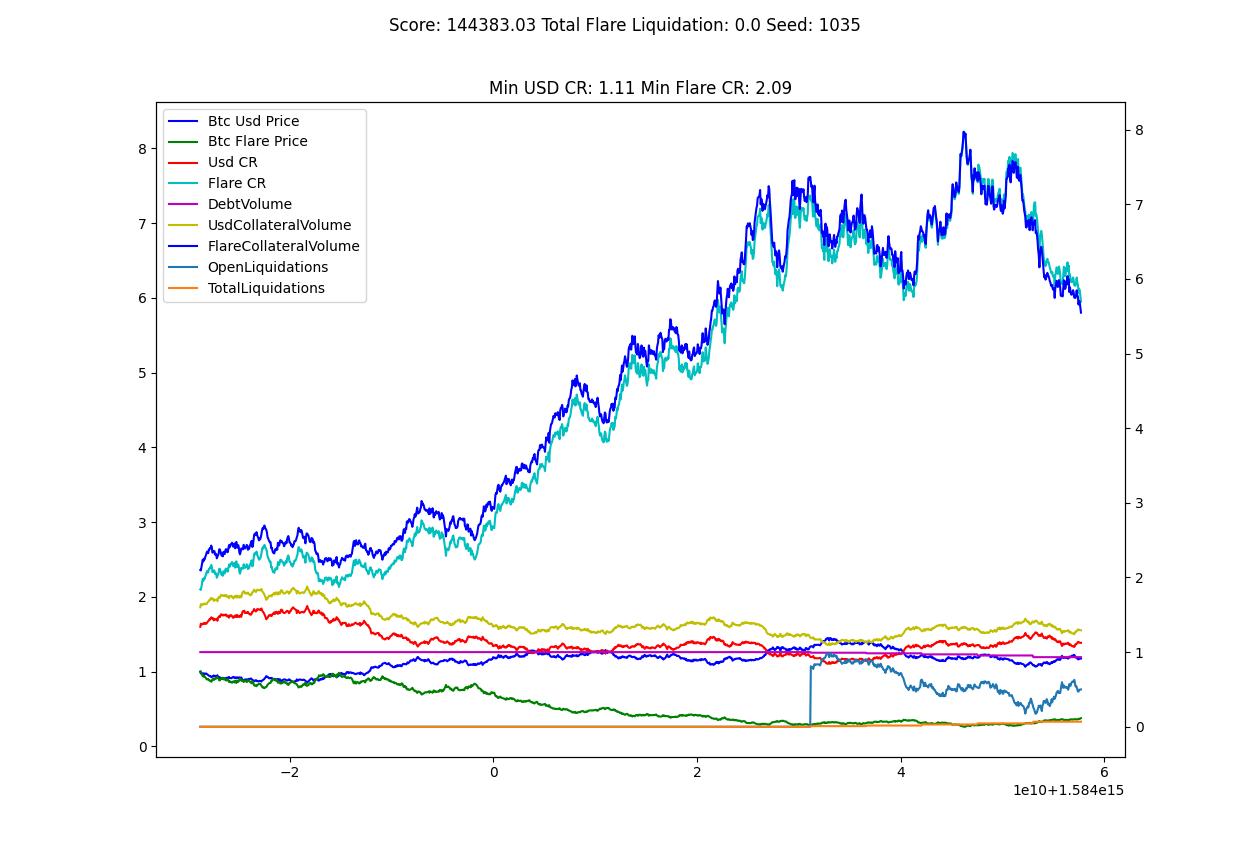 Score: 144383.03 Total Flare Liquidation: 0.0 Seed: 1035
Min USD CR: 1.11 Min Flare CR: 2.09
Btc Usd Price
Btc Flare Price
Usd CR
Flare CR
DebtVolume
UsdCollateralVolume
FlareCollateralVolume
OpenLiquidations
TotalLiquidations
8
7
6
5
4
3
2
1
0
8
7
6
5
4
3
2
1
0
−2 0 2 4 6
1e10+1.584e15